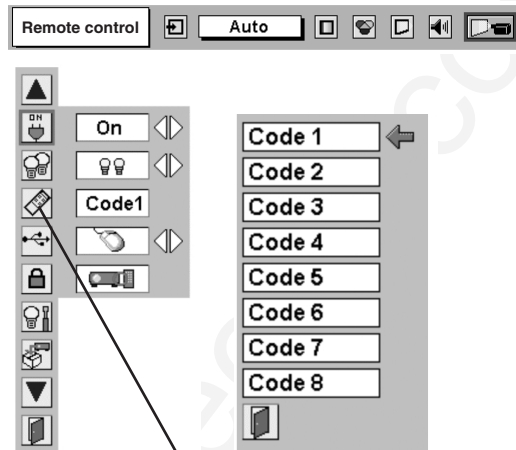 Remote control
Auto
ON
On
Code1
Code 1
Code 2
Code 3
Code 4
Code 5
Code 6
Code 7
Code 8